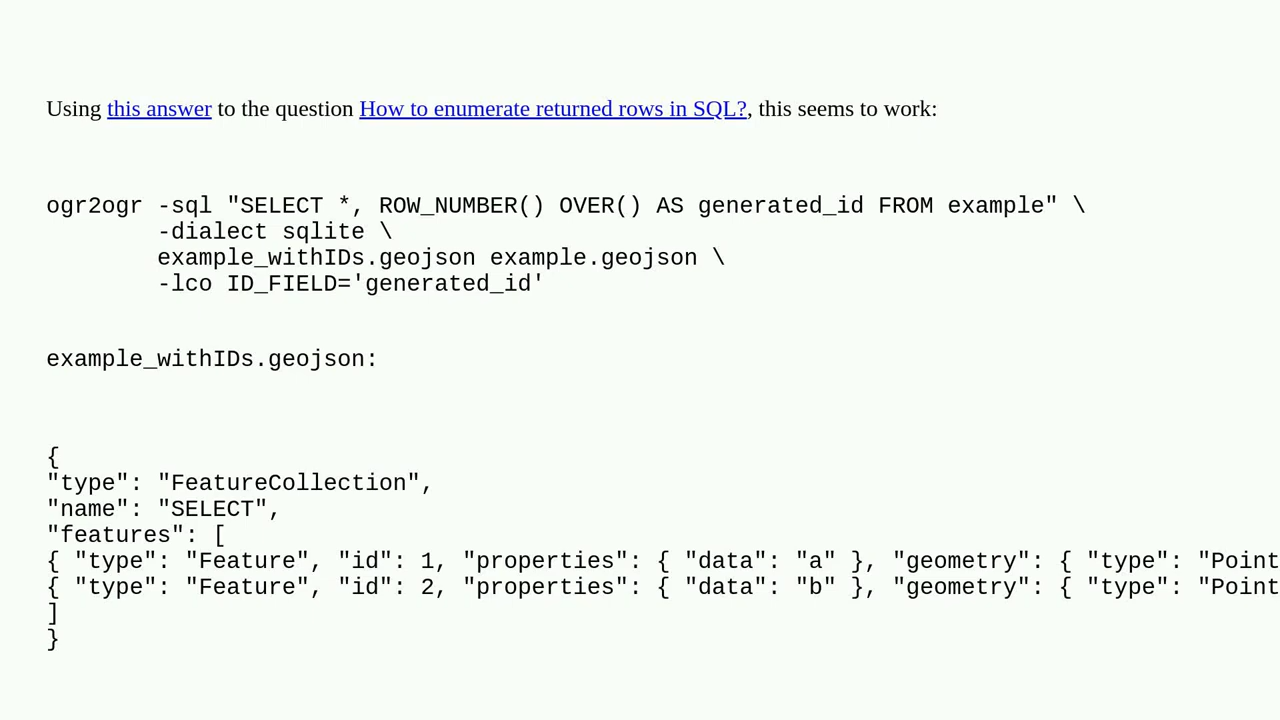 Using this answer to the question How to enumerate returned rows in SQL?, this seems to work:
ogr2ogr -sql "SELECT *, ROW_NUMBER() OVER() AS generated_id FROM example" \
        -dialect sqlite \
        example_withIDs.geojson example.geojson \
        -lco ID_FIELD='generated_id'
example_withIDs.geojson:
{
"type": "FeatureCollection",
"name": "SELECT",
"features": [
{ "type": "Feature", "id": 1, "properties": { "data": "a" }, "geometry": { "type": "Point
{ "type": "Feature", "id": 2, "properties": { "data": "b" }, "geometry": { "type": "Point
]
}